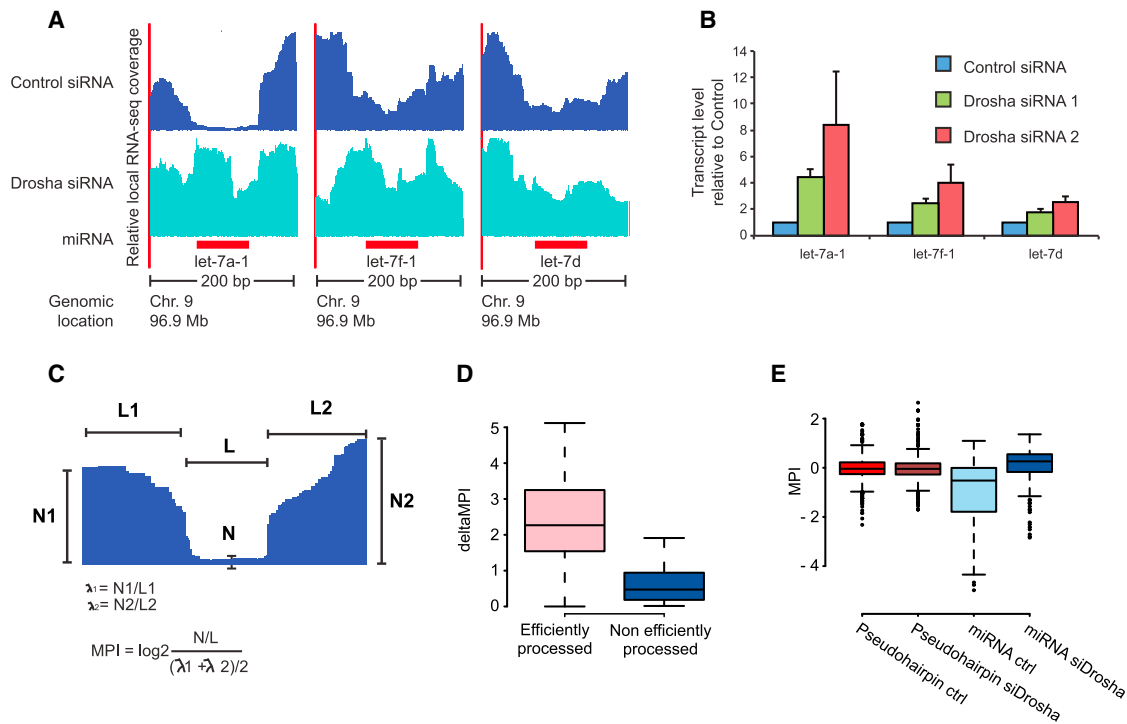 A
Relative local RNA-seq coverage
Control siRNA
Drosha siRNA
miRNA
let-7a-1 let-7f-1 let-7d
200 bp 200 bp 200 bp
Genomic location
Chr. 9 Chr. 9 Chr. 9
96.9 Mb 96.9 Mb 96.9 Mb
B
Transcript level
relative to Control
14
12
10
8
6
4
2
0
Control siRNA
Drosha siRNA 1
Drosha siRNA 2
let-7a-1 let-7f-1 let-7d
C
L1
L2
L
N1
N
N2
λ1= N1/L1
λ2= N2/L2
MPI = log2 N/L
(λ1 +λ 2)/2
D
deltaMPI
5
4
3
2
1
0
Efficiently
processed
Non efficiently
processed
E
MPI
2
0
- 2
- 4
Pseudohairpin ctrl
Pseudohairpin siDrosha
miRNA ctrl
miRNA siDrosha